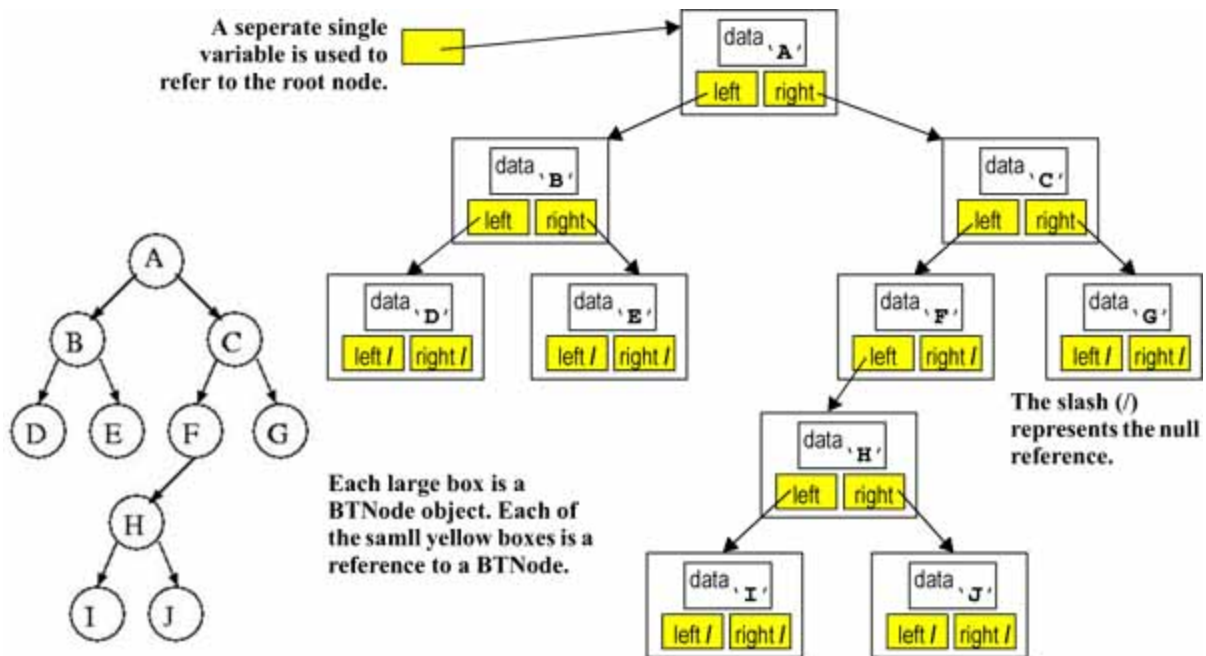 A seperate single
variable is used to
refer to the root node.
data 'A'
left right
data 'B'
left right
data 'C'
left right
data 'D'
left / right /
data 'E'
left / right /
data 'F'
left right /
data 'G'
left / right /
The slash (/)
represents the null
reference.
data 'H'
left right
data 'I'
left / right /
data 'J'
left / right /
A
B C
D E F G
H
I J
Each large box is a
BTNode object. Each of
the samll yellow boxes is a
reference to a BTNode.